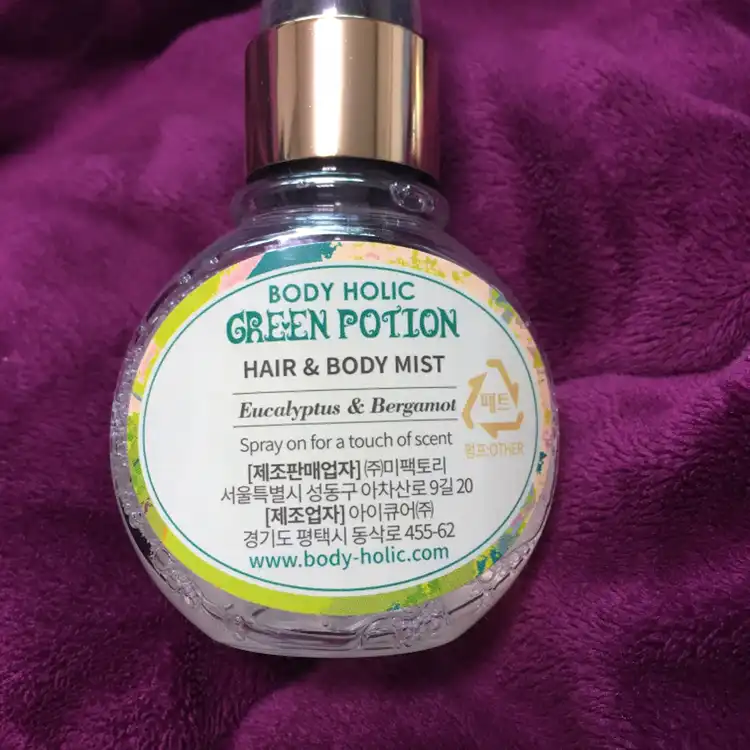 BODY HOLIC
GREEN POTION
HAIR & BODY MIST
Eucalyptus & Bergamot
Spray on for a touch of scent
[제조판매업자] ㈜미팩토리
서울특별시 성동구 아차산로 9길 20
[제조업자] 아이큐어㈜
경기도 평택시 동삭로 455-62
www.body-holic.com
페트
펌프:OTHER